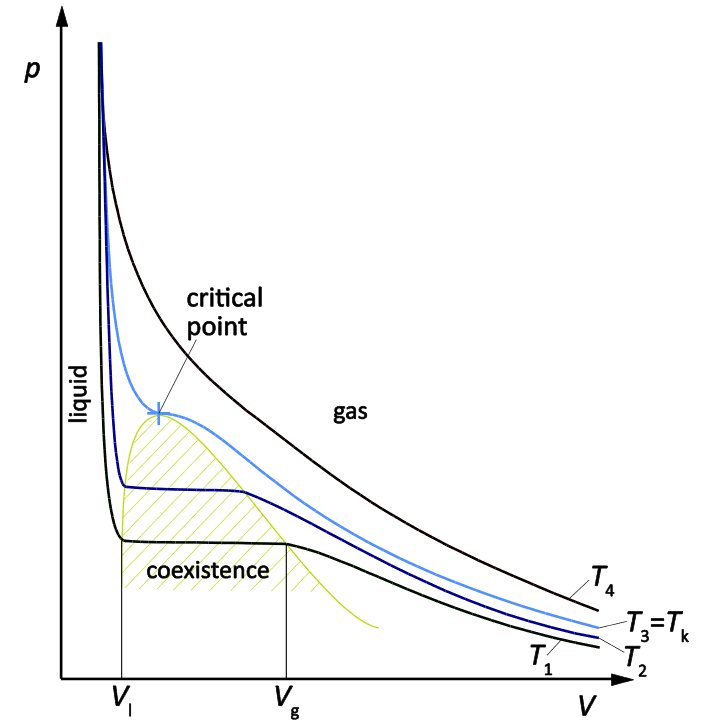 p
critical
point
liquid
gas
coexistence
T₄
T₃=Tₖ
T₁
T₂
Vₗ
V𝗀
V